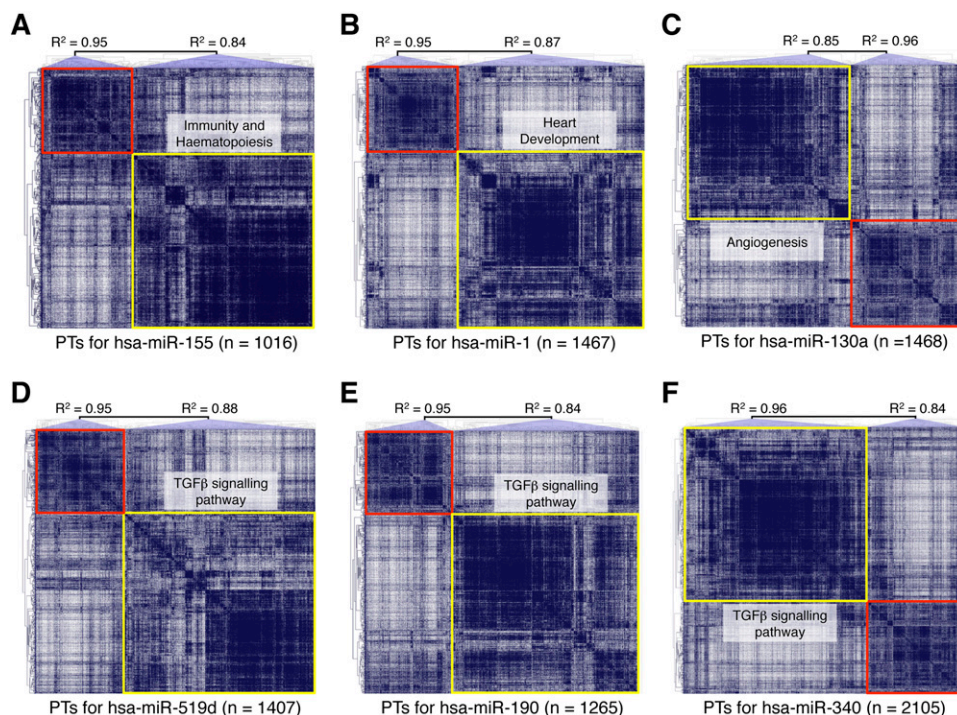 A
R² = 0.95 R² = 0.84
Immunity and
Haematopoiesis
PTs for hsa-miR-155 (n = 1016)
B
R² = 0.95 R² = 0.87
Heart
Development
PTs for hsa-miR-1 (n = 1467)
C
R² = 0.85 R² = 0.96
Angiogenesis
PTs for hsa-miR-130a (n =1468)
D
R² = 0.95 R² = 0.88
TGFβ signalling
pathway
PTs for hsa-miR-519d (n = 1407)
E
R² = 0.95 R² = 0.84
TGFβ signalling
pathway
PTs for hsa-miR-190 (n = 1265)
F
R² = 0.96 R² = 0.84
TGFβ signalling
pathway
PTs for hsa-miR-340 (n = 2105)